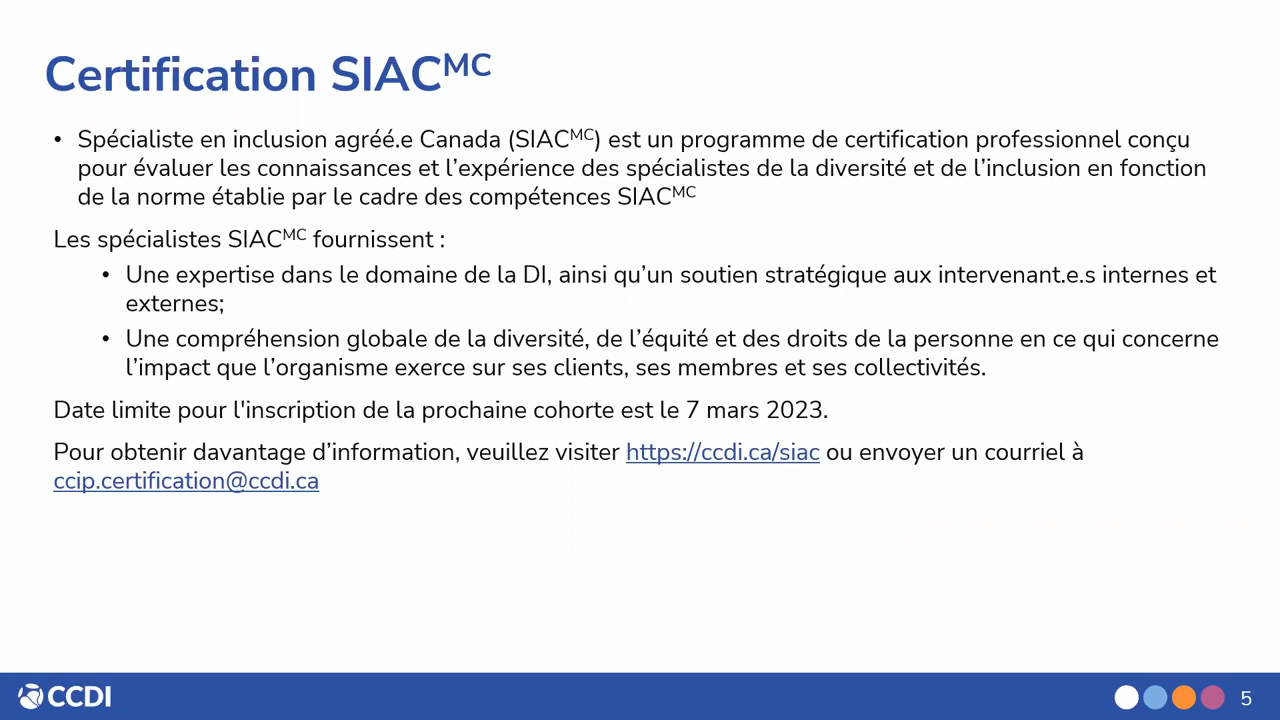 Certification SIACMC
• Spécialiste en inclusion agréé.e Canada (SIACMC) est un programme de certification professionnel conçu
pour évaluer les connaissances et l’expérience des spécialistes de la diversité et de l’inclusion en fonction
de la norme établie par le cadre des compétences SIACMC
Les spécialistes SIACMC fournissent :
• Une expertise dans le domaine de la DI, ainsi qu’un soutien stratégique aux intervenant.e.s internes et
externes;
• Une compréhension globale de la diversité, de l’équité et des droits de la personne en ce qui concerne
l’impact que l’organisme exerce sur ses clients, ses membres et ses collectivités.
Date limite pour l'inscription de la prochaine cohorte est le 7 mars 2023.
Pour obtenir davantage d’information, veuillez visiter https://ccdi.ca/siac ou envoyer un courriel à
ccip.certification@ccdi.ca
CCDI
5